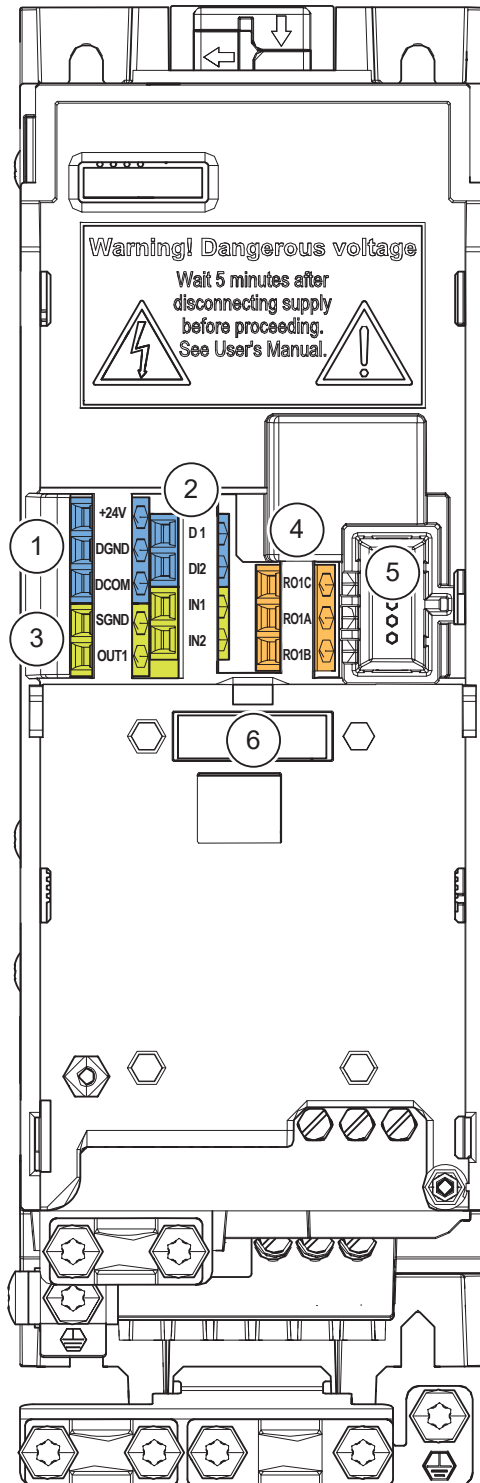 Warning! Dangerous voltage
Wait 5 minutes after
disconnecting supply
before proceeding.
See User's Manual.
1
+24V
DGND
DCOM
3
SGND
OUT1
2
D1
DI2
IN1
IN2
4
RO1C
RO1A
RO1B
5
6